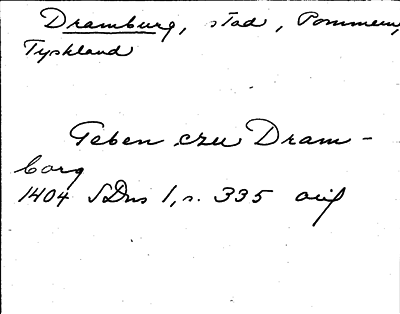 Dramburg, stad, Pommern,
Tyskland
Geben czu Dram-
borg
1404 SDns 1, s. 335 orig